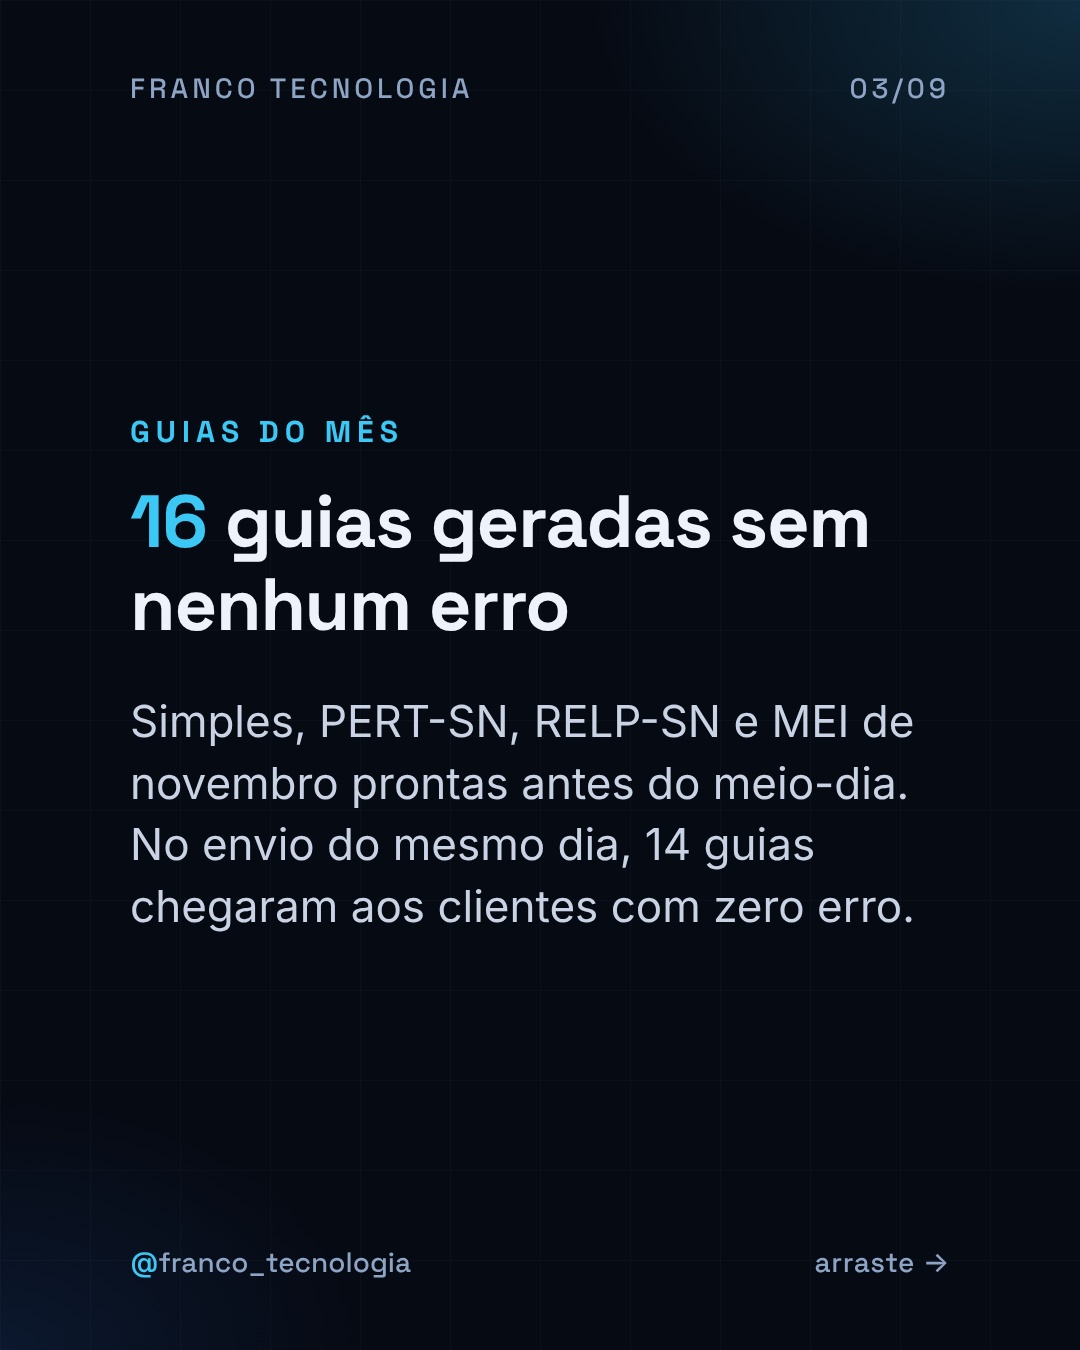 FRANCO TECNOLOGIA
03/09
GUIAS DO MÊS
16 guias geradas sem
nenhum erro
Simples, PERT-SN, RELP-SN e MEI de
novembro prontas antes do meio-dia.
No envio do mesmo dia, 14 guias
chegaram aos clientes com zero erro.
@franco_tecnologia
arraste →